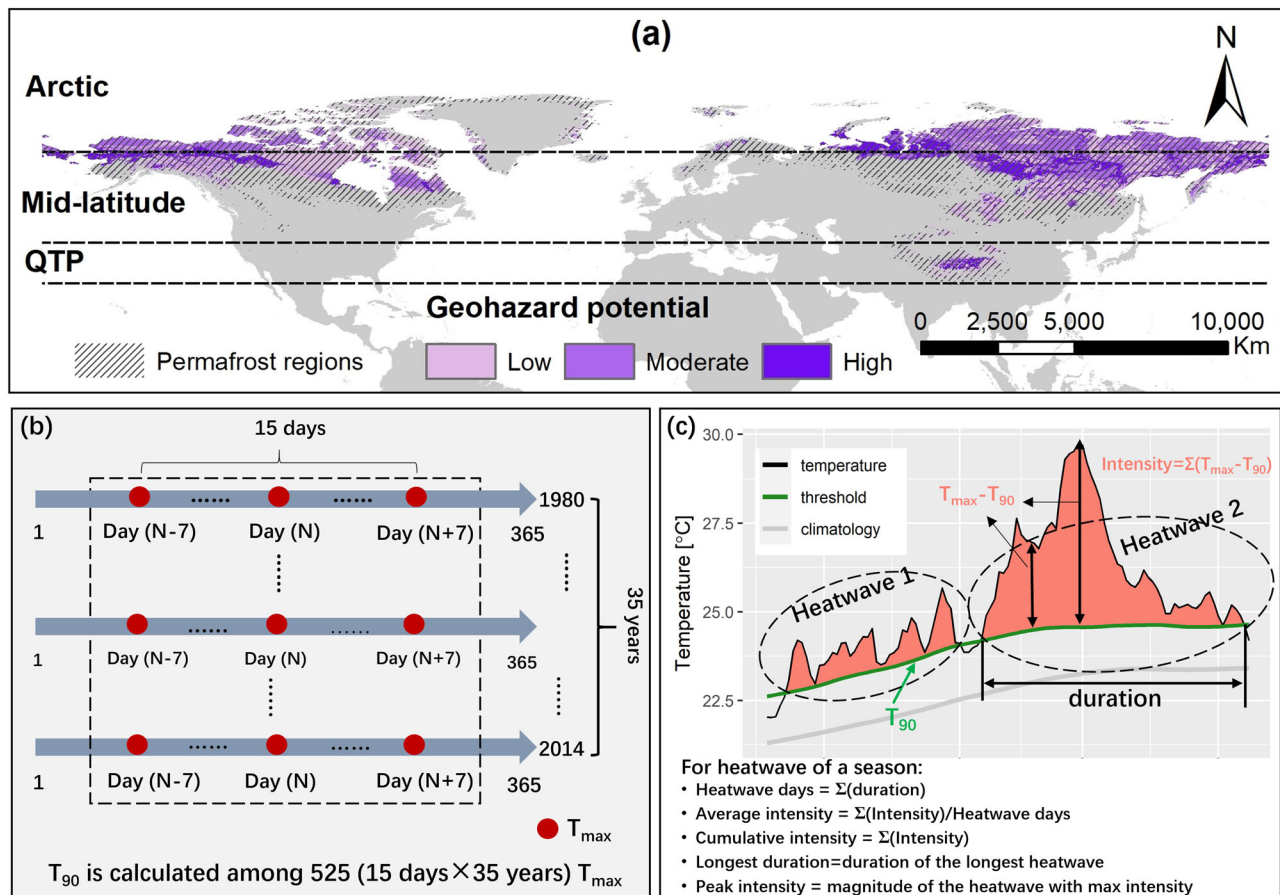 (a)
N
Arctic
Mid-latitude
QTP
Geohazard potential
Permafrost regions
Low
Moderate
High
0 2,500 5,000 10,000
Km
(b)
15 days
...... ...... 1980
1 Day (N-7) Day (N) Day (N+7) 365
35 years
...... ......
1 Day (N-7) Day (N) Day (N+7) 365
...... ...... 2014
1 Day (N-7) Day (N) Day (N+7) 365
Tmax
T90 is calculated among 525 (15 days×35 years) Tmax
(c)
30.0
27.5
25.0
22.5
Temperature [°C]
temperature
threshold
climatology
Intensity=Σ(Tmax-T90)
Tmax-T90
Heatwave 1
Heatwave 2
T90
duration
For heatwave of a season:
• Heatwave days = Σ(duration)
• Average intensity = Σ(Intensity)/Heatwave days
• Cumulative intensity = Σ(Intensity)
• Longest duration=duration of the longest heatwave
• Peak intensity = magnitude of the heatwave with max intensity